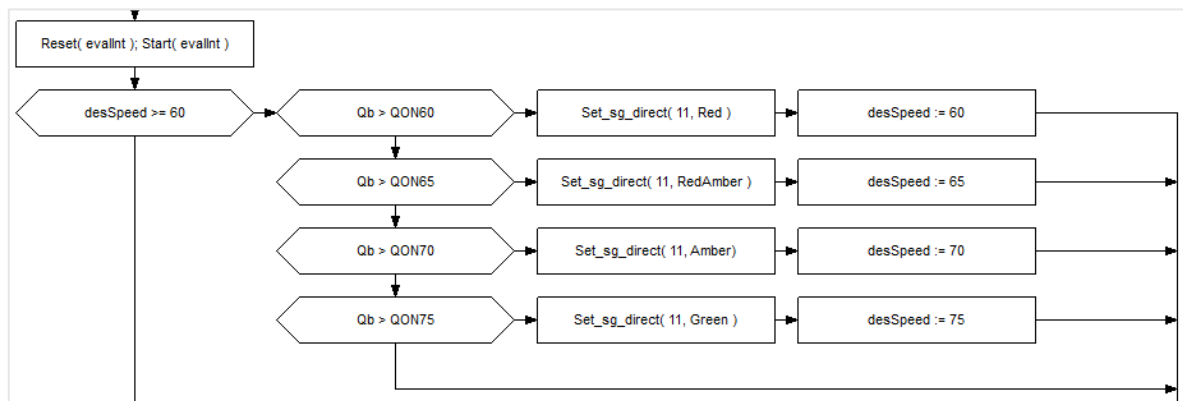 Reset( evalInt ); Start( evalInt )
desSpeed >= 60
Qb > QON60
Set_sg_direct( 11, Red )
desSpeed := 60
Qb > QON65
Set_sg_direct( 11, RedAmber )
desSpeed := 65
Qb > QON70
Set_sg_direct( 11, Amber)
desSpeed := 70
Qb > QON75
Set_sg_direct( 11, Green )
desSpeed := 75